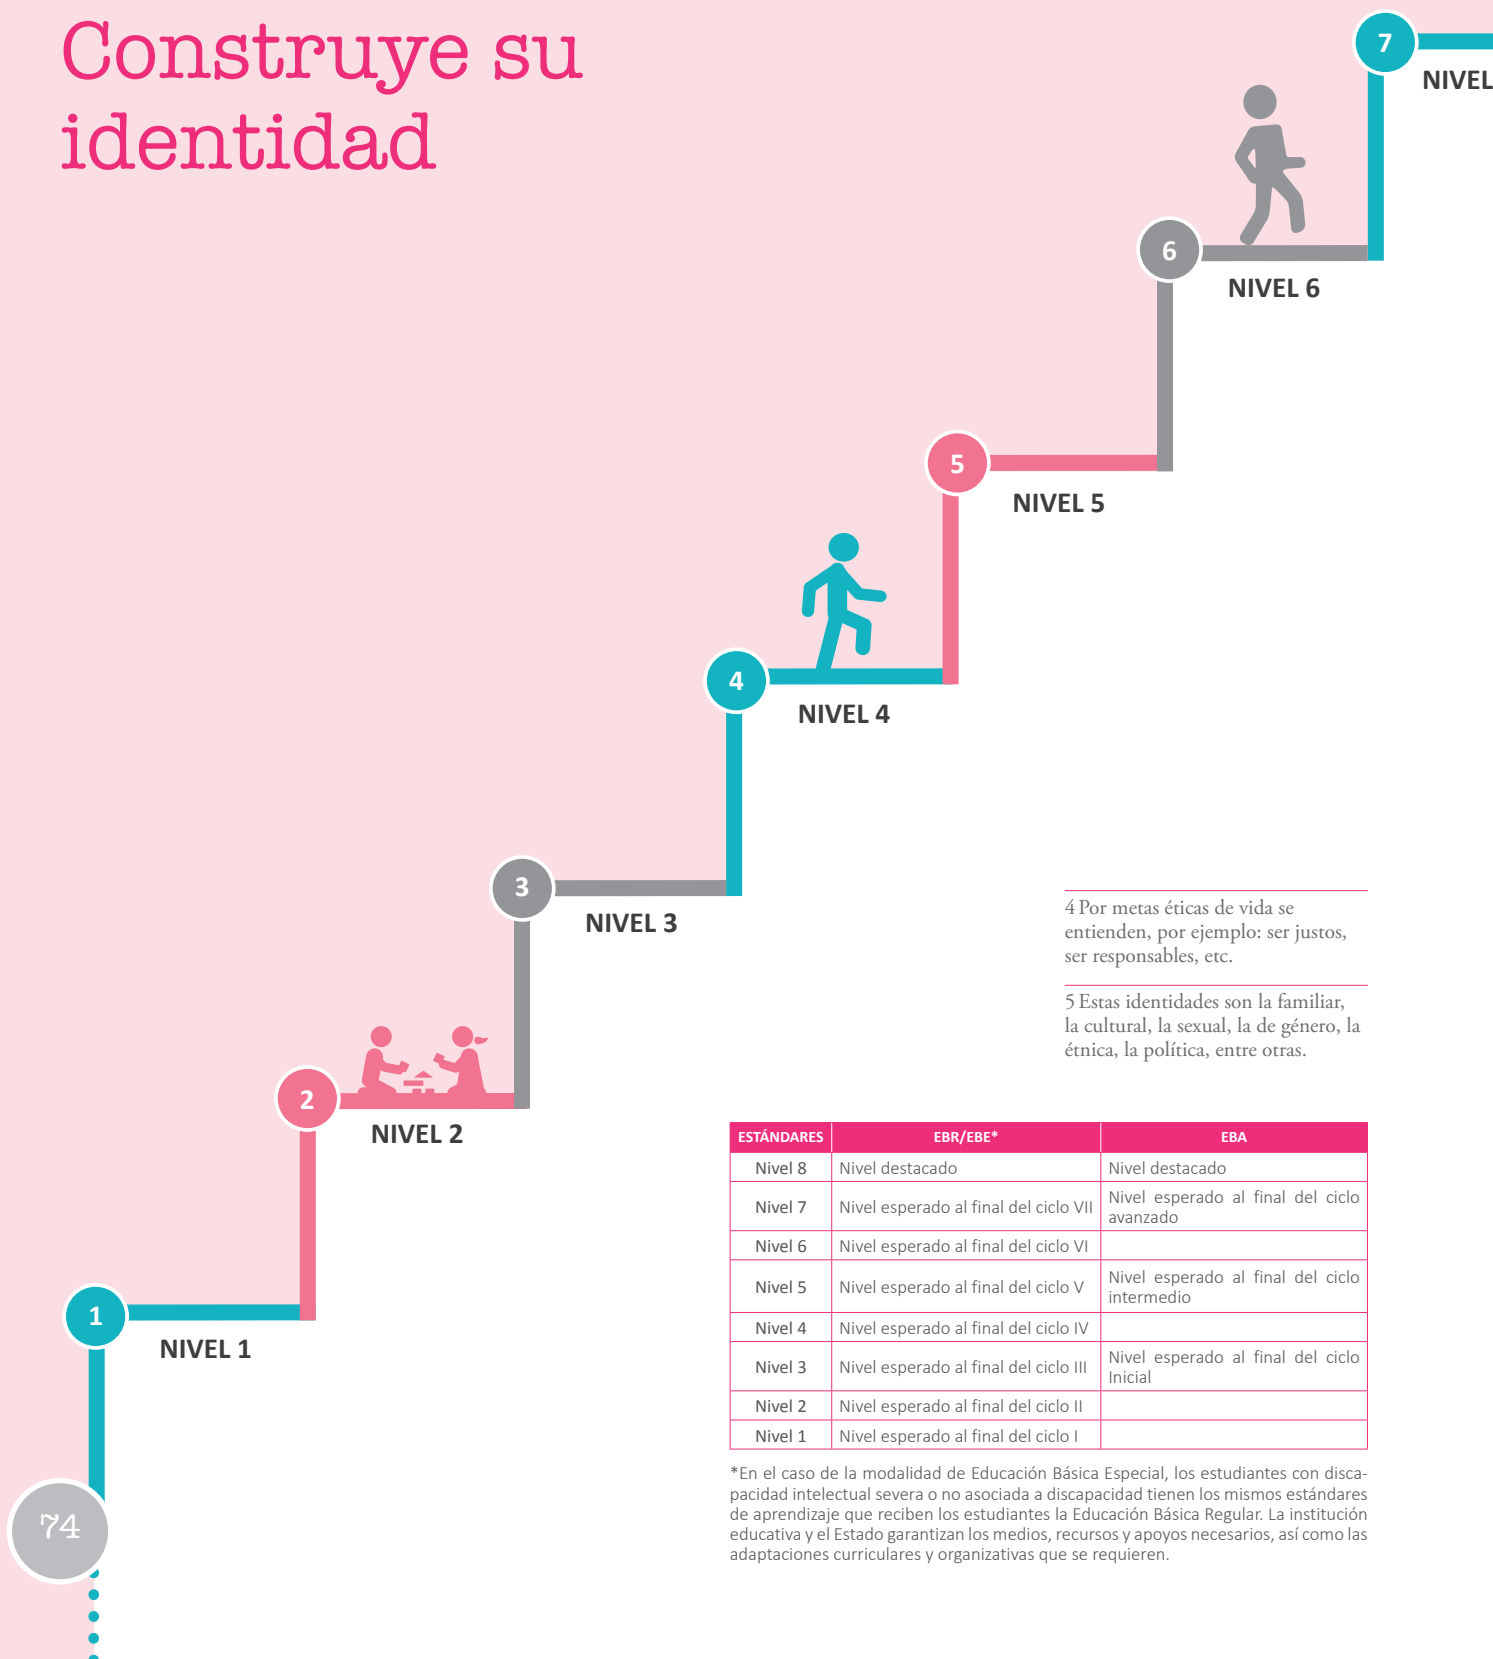 Construye su
identidad
7
NIVEL
6
NIVEL 6
5
NIVEL 5
4
NIVEL 4
3
NIVEL 3
2
NIVEL 2
1
NIVEL 1
4 Por metas éticas de vida se
entienden, por ejemplo: ser justos,
ser responsables, etc.
5 Estas identidades son la familiar,
la cultural, la sexual, la de género, la
étnica, la política, entre otras.
ESTÁNDARES EBR/EBE* EBA
Nivel 8 Nivel destacado Nivel destacado
Nivel 7 Nivel esperado al final del ciclo VII Nivel esperado al final del ciclo
avanzado
Nivel 6 Nivel esperado al final del ciclo VI
Nivel 5 Nivel esperado al final del ciclo V Nivel esperado al final del ciclo
intermedio
Nivel 4 Nivel esperado al final del ciclo IV
Nivel 3 Nivel esperado al final del ciclo III Nivel esperado al final del ciclo
Inicial
Nivel 2 Nivel esperado al final del ciclo II
Nivel 1 Nivel esperado al final del ciclo I
*En el caso de la modalidad de Educación Básica Especial, los estudiantes con disca-
pacidad intelectual severa o no asociada a discapacidad tienen los mismos estándares
de aprendizaje que reciben los estudiantes la Educación Básica Regular. La institución
educativa y el Estado garantizan los medios, recursos y apoyos necesarios, así como las
adaptaciones curriculares y organizativas que se requieren.
74